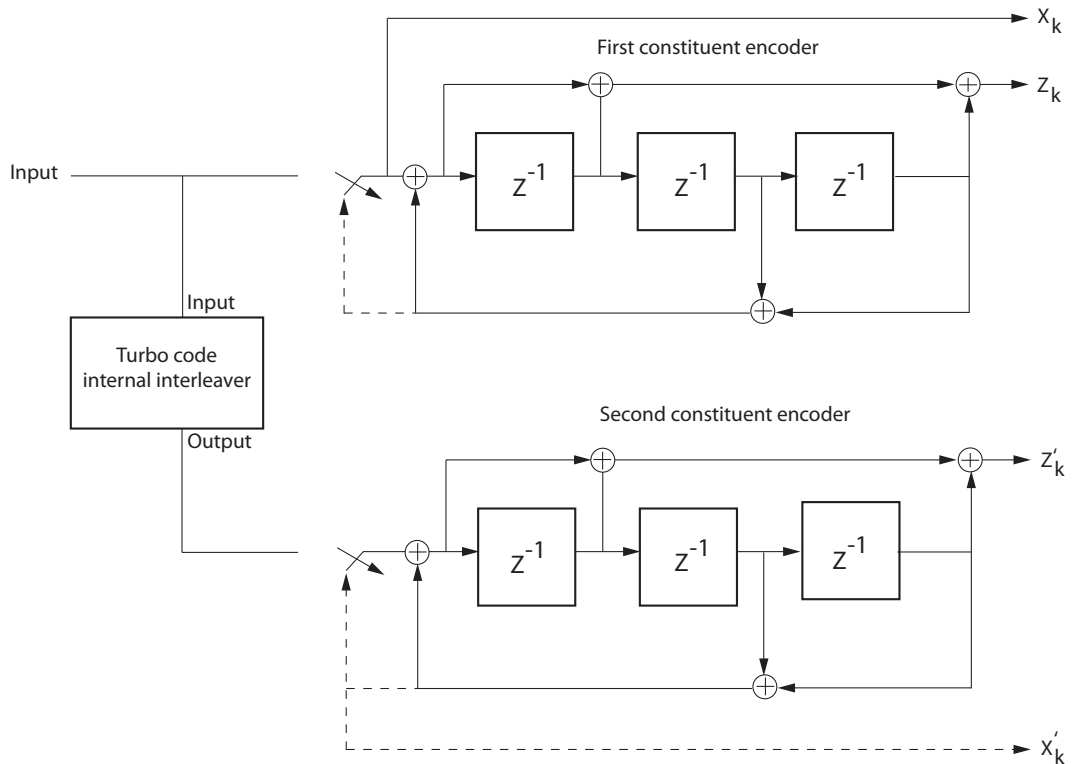 X_k
First constituent encoder
Z_k
Z^-1
Z^-1
Z^-1
Input
Input
Turbo code
internal interleaver
Output
Second constituent encoder
Z'_k
Z^-1
Z^-1
Z^-1
X'_k